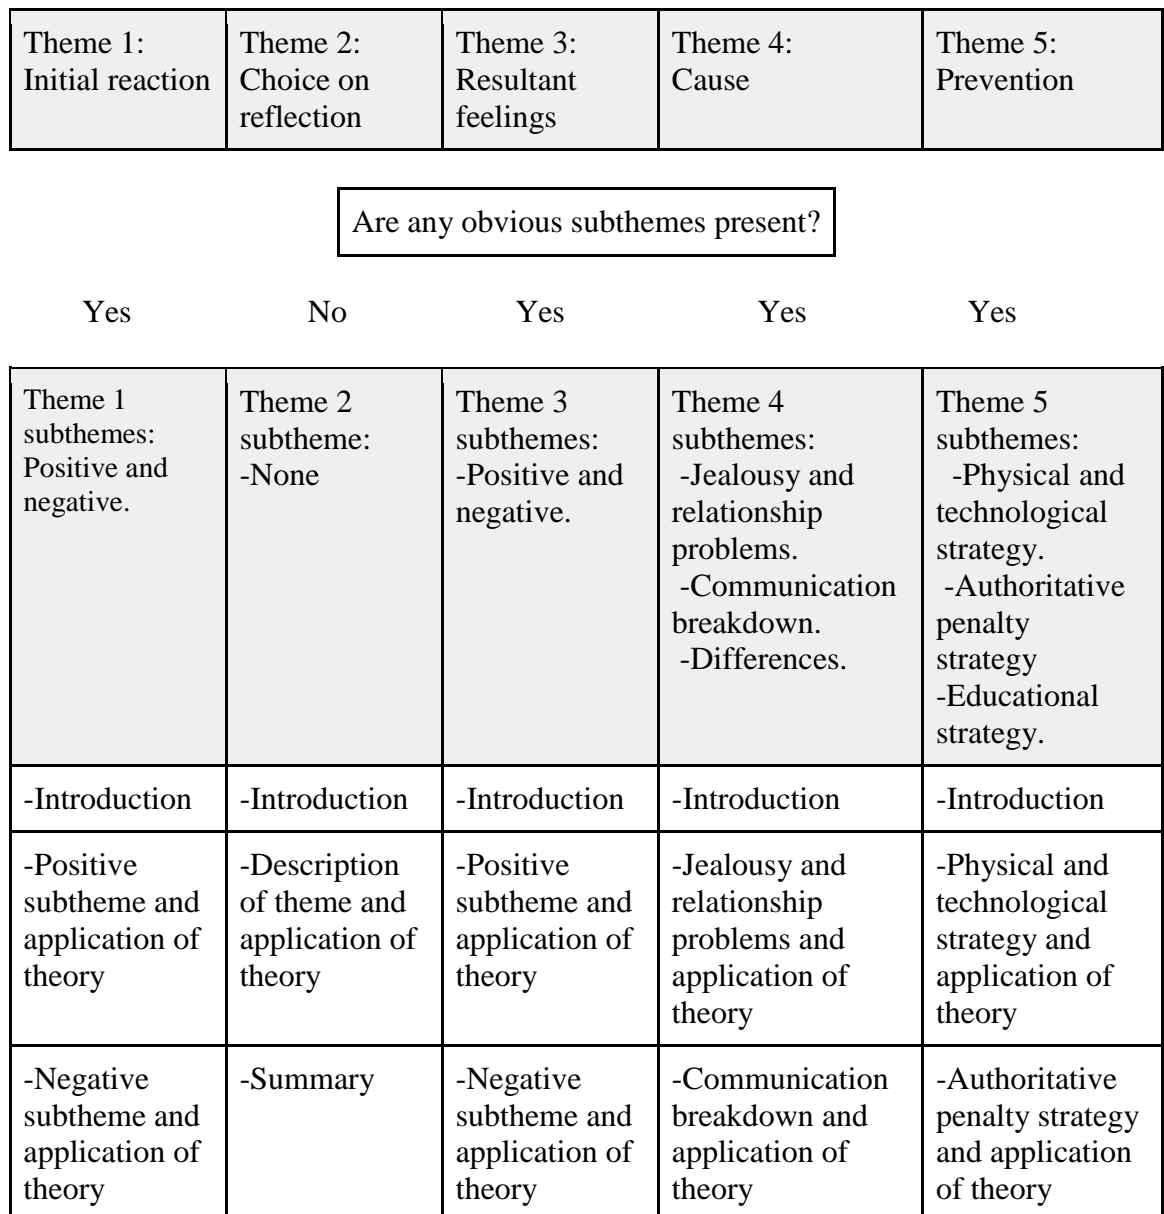 Theme 1:
Initial reaction
Theme 2:
Choice on
reflection
Theme 3:
Resultant
feelings
Theme 4:
Cause
Theme 5:
Prevention
Are any obvious subthemes present?
Yes
No
Yes
Yes
Yes
Theme 1
subthemes:
Positive and
negative.
Theme 2
subtheme:
-None
Theme 3
subthemes:
-Positive and
negative.
Theme 4
subthemes:
-Jealousy and
relationship
problems.
-Communication
breakdown.
-Differences.
Theme 5
subthemes:
-Physical and
technological
strategy.
-Authoritative
penalty
strategy
-Educational
strategy.
-Introduction
-Introduction
-Introduction
-Introduction
-Introduction
-Positive
subtheme and
application of
theory
-Description
of theme and
application of
theory
-Positive
subtheme and
application of
theory
-Jealousy and
relationship
problems and
application of
theory
-Physical and
technological
strategy and
application of
theory
-Negative
subtheme and
application of
theory
-Summary
-Negative
subtheme and
application of
theory
-Communication
breakdown and
application of
theory
-Authoritative
penalty strategy
and application
of theory